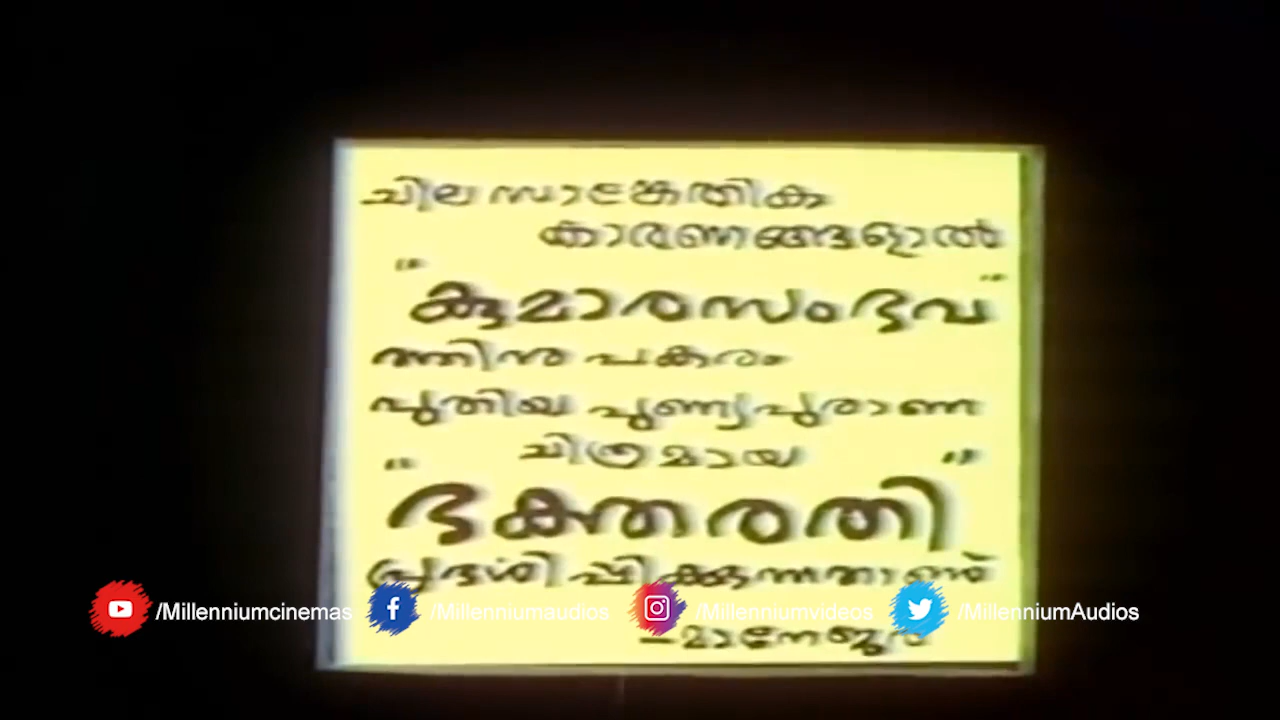 ചില സാങ്കേതിക
കാരണങ്ങളാൽ
"കുമാരസംഭവ"
ത്തിനു പകരം
പുതിയ പുണ്യപുരാണ
ചിത്രമായ
"ഭക്തരതി"
പ്രദർശിപ്പിക്കുന്നതാണ്
/Millenniumcinemas /Millenniumaudios /Millenniumvideos /MillenniumAudios
-മാനേജർ